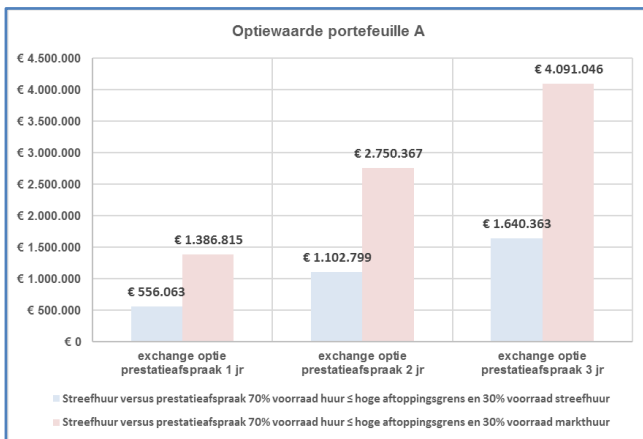 Optiewaarde portefeuille A
€ 4.500.000
€ 4.000.000
€ 3.500.000
€ 3.000.000
€ 2.500.000
€ 2.000.000
€ 1.500.000
€ 1.000.000
€ 500.000
€ 0
€ 556.063
€ 1.386.815
€ 1.102.799
€ 2.750.367
€ 1.640.363
€ 4.091.046
exchange optie
prestatieafspraak 1 jr
exchange optie
prestatieafspraak 2 jr
exchange optie
prestatieafspraak 3 jr
Streefhuur versus prestatieafspraak 70% voorraad huur ≤ hoge aftoppingsgrens en 30% voorraad streefhuur
Streefhuur versus prestatieafspraak 70% voorraad huur ≤ hoge aftoppingsgrens en 30% voorraad markthuur